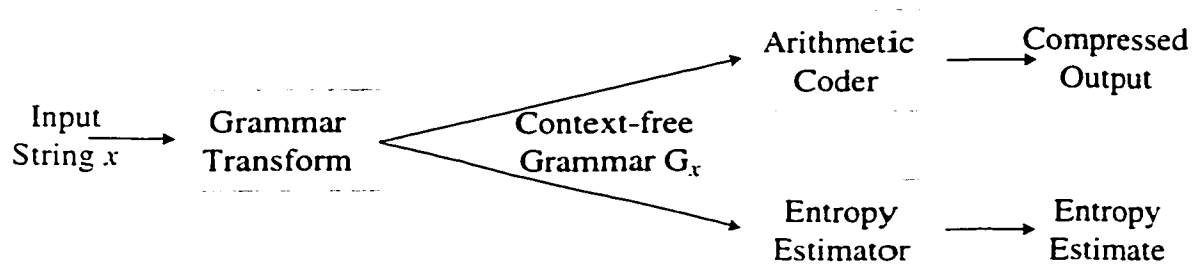 Input
String x
Grammar
Transform
Context-free
Grammar Gₓ
Arithmetic
Coder
Compressed
Output
Entropy
Estimator
Entropy
Estimate